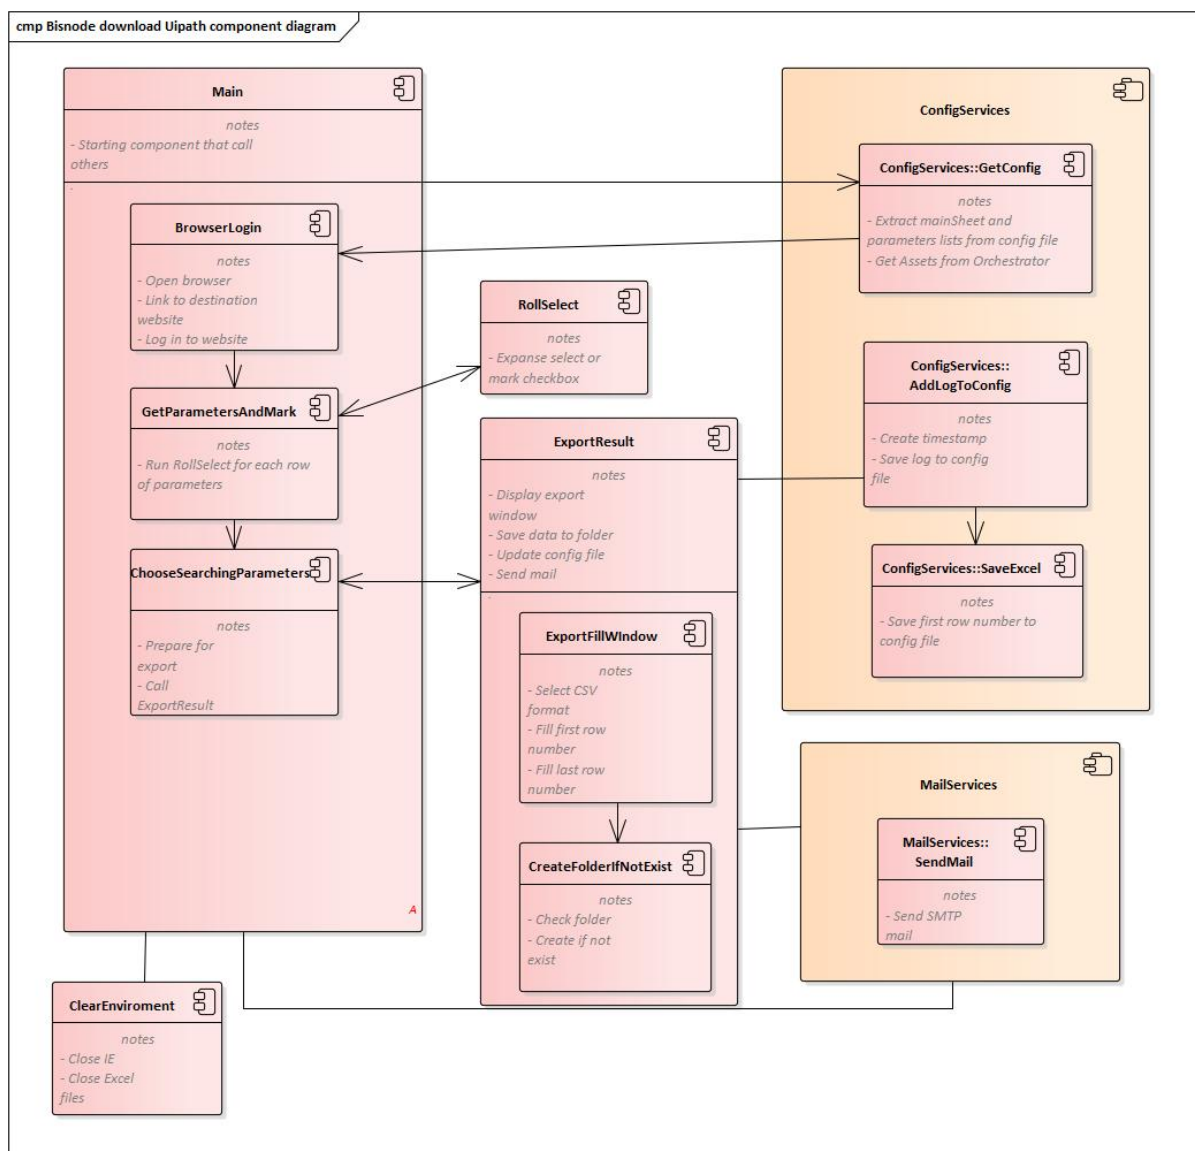 cmp Bisnode download Uipath component diagram
Main
notes
- Starting component that call
others
BrowserLogin
notes
- Open browser
- Link to destination
website
- Log in to website
GetParametersAndMark
notes
- Run RollSelect for each row
of parameters
ChooseSearchingParameters
notes
- Prepare for
export
- Call
ExportResult
A
ClearEnviroment
notes
- Close IE
- Close Excel
files
RollSelect
notes
- Expanse select or
mark checkbox
ExportResult
notes
- Display export
window
- Save data to folder
- Update config file
- Send mail
ExportFillWIndow
notes
- Select CSV
format
- Fill first row
number
- Fill last row
number
CreateFolderIfNotExist
notes
- Check folder
- Create if not
exist
ConfigServices
ConfigServices::GetConfig
notes
- Extract mainSheet and
parameters lists from config file
- Get Assets from Orchestrator
ConfigServices::
AddLogToConfig
notes
- Create timestamp
- Save log to config
file
ConfigServices::SaveExcel
notes
- Save first row number to
config file
MailServices
MailServices::
SendMail
notes
- Send SMTP
mail